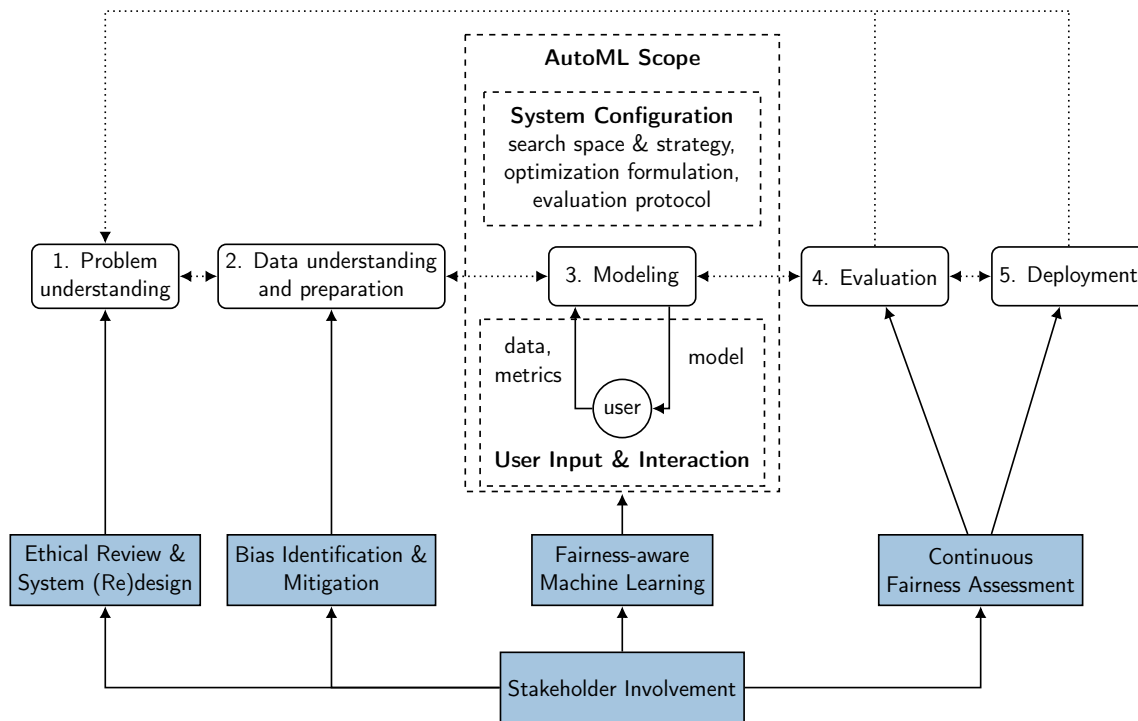 AutoML Scope
System Configuration
search space & strategy,
optimization formulation,
evaluation protocol
1. Problem
understanding
2. Data understanding
and preparation
3. Modeling
4. Evaluation
5. Deployment
data,
metrics
model
user
User Input & Interaction
Ethical Review &
System (Re)design
Bias Identification &
Mitigation
Fairness-aware
Machine Learning
Continuous
Fairness Assessment
Stakeholder Involvement